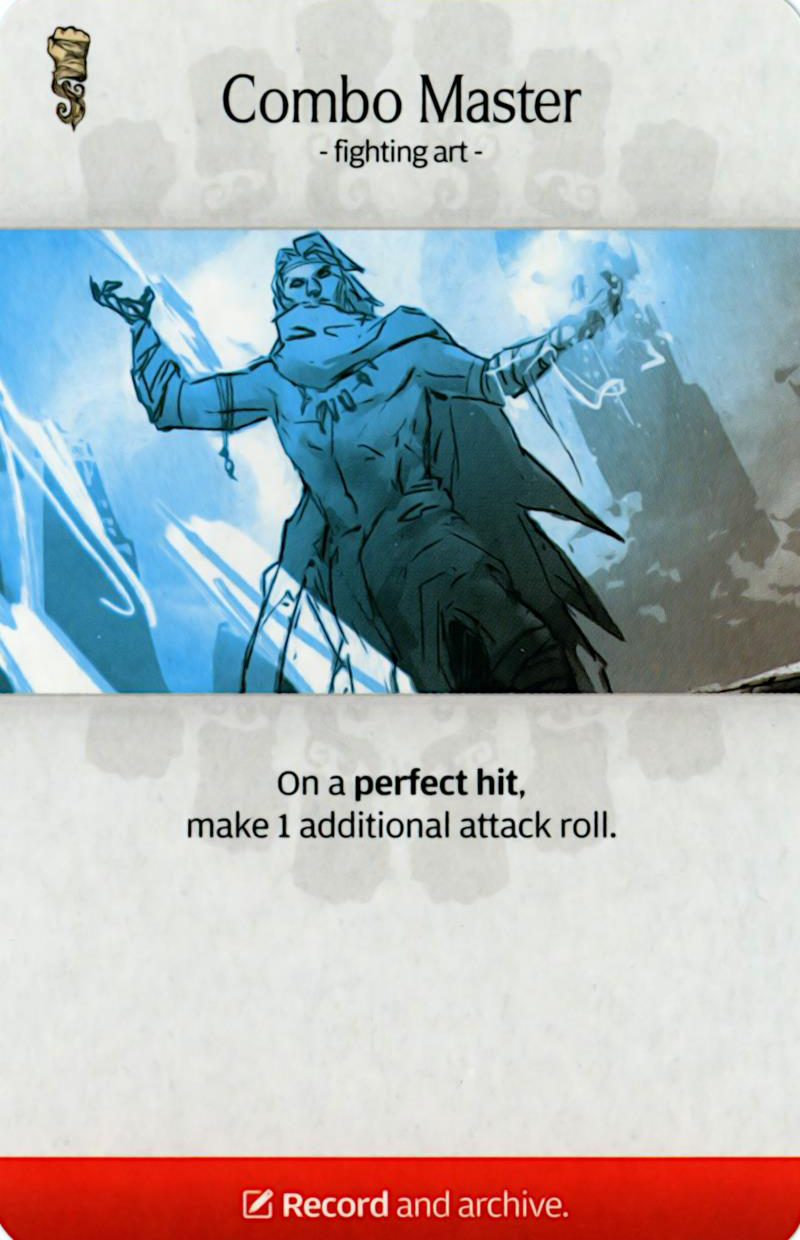 Combo Master
- fighting art -
On a perfect hit,
make 1 additional attack roll.
Record and archive.